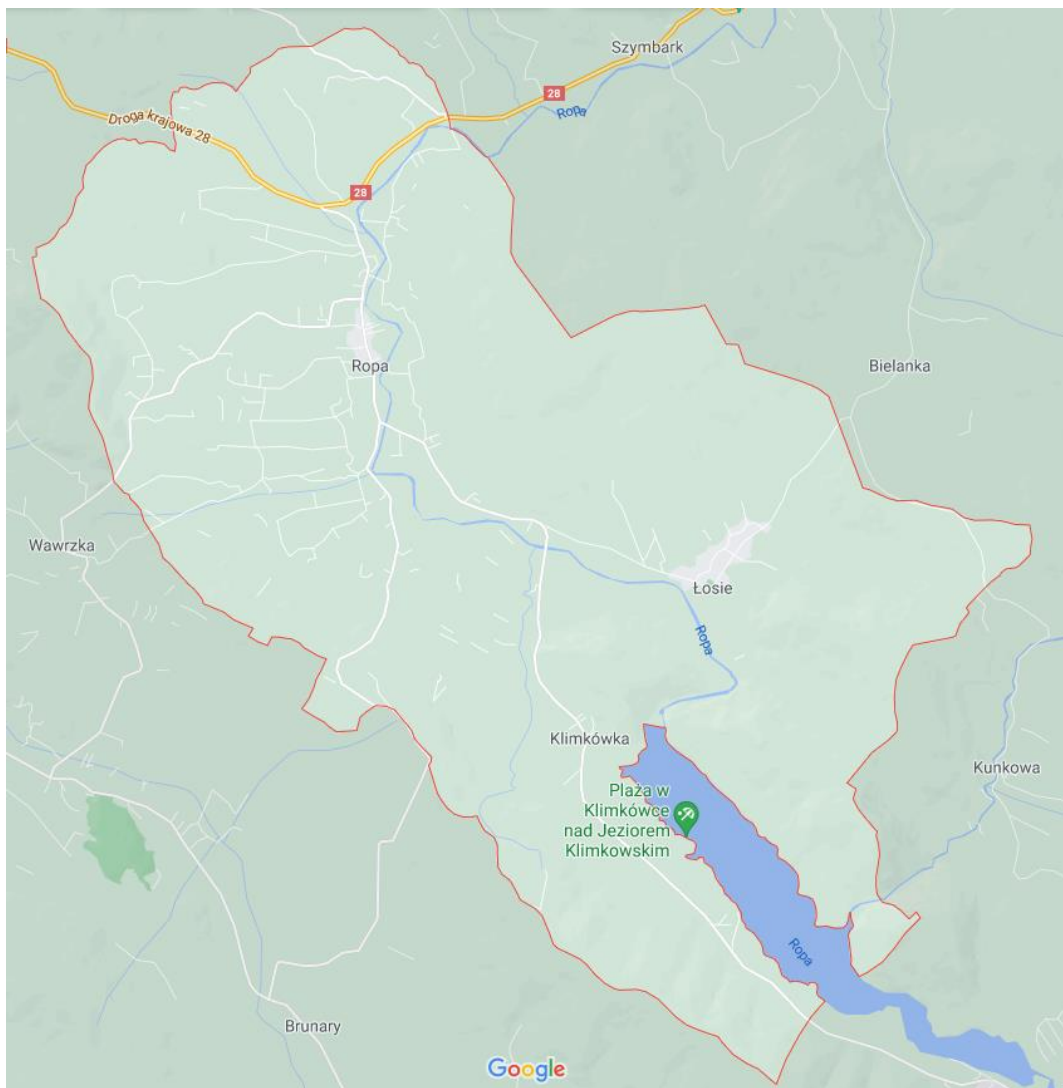 Szymbark
28
Ropa
Droga krajowa 28
28
Ropa
Bielanka
Wawrzka
Łosie
Ropa
Klimkówka
Kunkowa
Plaża w
Klimkówce
nad Jeziorem
Klimkowskim
Ropa
Brunary
Google